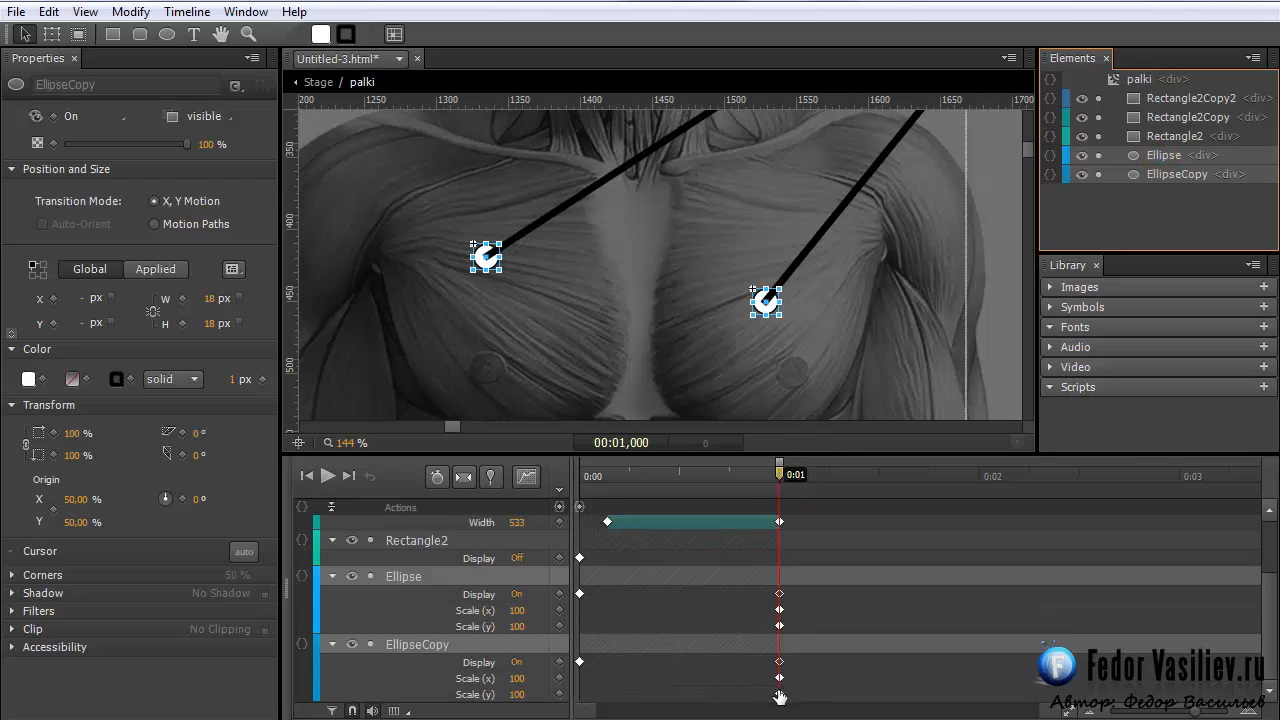 File Edit View Modify Timeline Window Help
T
Properties ×
Untitled-3.html* ×
Elements ×
EllipseCopy
Stage / palki
palki <div>
200 1250 1300 1350 1400 1450 1500 1550 1600 1650 1700
Rectangle2Copy2 <div>
On visible
Rectangle2Copy <div>
100 %
Rectangle2 <div>
350
Ellipse <div>
Position and Size
EllipseCopy <div>
Transition Mode: X, Y Motion
Auto-Orient Motion Paths
400
Global Applied
Library ×
X - px W 18 px
Images
450
Symbols
Y - px H 18 px
Fonts
Color
Audio
500
Video
solid 1 px
Scripts
Transform
100 % 0°
144 % 00:01,000 0
100 % 0°
Origin
0:00 0:01 0:02 0:03
X 50,00 % 0°
Actions
Y 50,00 %
Width 533
Rectangle2
Cursor auto
Display Off
Corners 50 %
Ellipse
Shadow No Shadow
Display On
Filters
Scale (x) 100
Clip No Clipping
Scale (y) 100
Accessibility
EllipseCopy
Display On
Scale (x) 100
Scale (y) 100
Fedor Vasiliev.ru
Автор: Федор Васильев